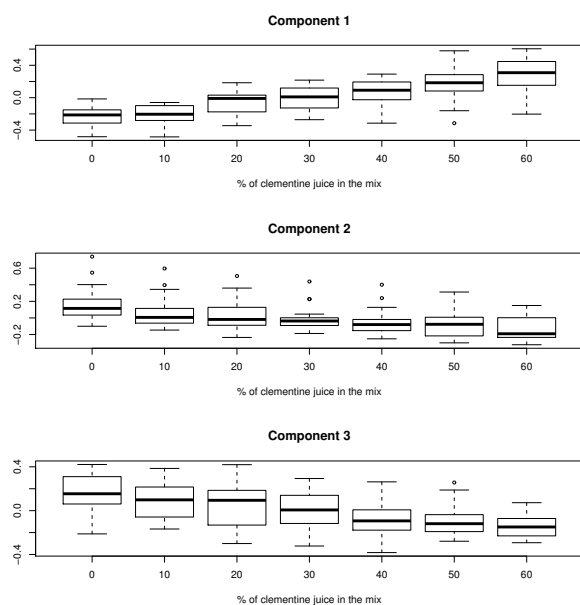 Component 1
0.4
0.0
−0.4
0 10 20 30 40 50 60
% of clementine juice in the mix
Component 2
0.6
0.2
−0.2
0 10 20 30 40 50 60
% of clementine juice in the mix
Component 3
0.4
0.0
−0.4
0 10 20 30 40 50 60
% of clementine juice in the mix